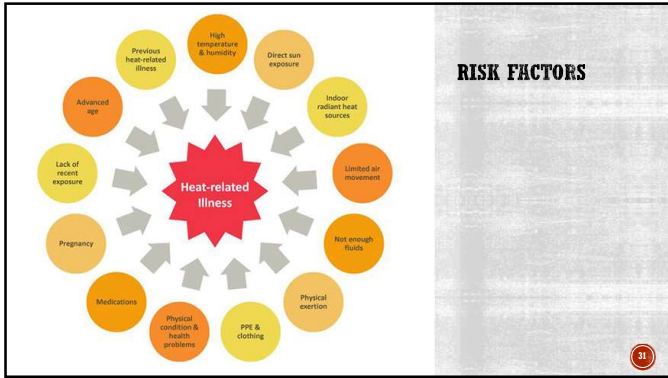 RISK FACTORS
High
temperature
& humidity
Direct sun
exposure
Indoor
radiant heat
sources
Limited air
movement
Not enough
fluids
Physical
exertion
PPE &
clothing
Physical
condition &
health
problems
Medications
Pregnancy
Lack of
recent
exposure
Advanced
age
Previous
heat-related
illness
Heat-related
Illness
31